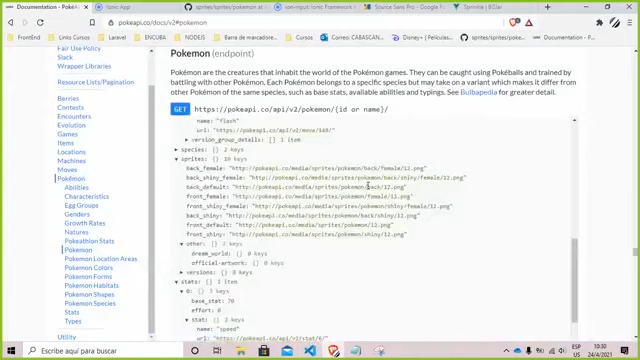 Documentation - PokéAPI
Ionic App
sprites/sprites/pokemon at
ion-input: Ionic Framework
Source Sans Pro - Google F
Sprinkle | BGJar
pokeapi.co/docs/v2#pokemon
FrontEnd
Linux
Bootcamp
BackEnd
UX
Videos
Correo: CABASCAN...
Disney+ | Películas...
sprites/sprites/po...
Documentation - Po...
Fair Use Policy
Slack
Wrapper Libraries
Resource Lists/Pagination
Berries
Contests
Encounters
Evolution
Games
Items
Locations
Machines
Moves
Pokémon
Abilities
Characteristics
Egg Groups
Genders
Growth Rates
Natures
Pokeathlon Stats
Pokemon
Pokemon Location Areas
Pokemon Colors
Pokemon Forms
Pokemon Habitats
Pokemon Shapes
Pokemon Species
Stats
Types
Utility
Pokemon (endpoint)
Pokémon are the creatures that inhabit the world of the Pokémon games. They can be caught using Pokéballs and trained by
battling with other Pokémon. Each Pokémon belongs to a specific species but may take on a variant which makes it differ from
other Pokémon of the same species, such as base stats, available abilities and typings. See Bulbapedia for greater detail.
GET https://pokeapi.co/api/v2/pokemon/{id or name}/
name: "flash"
url: "https://pokeapi.co/api/v2/move/148/"
version_group_details: [] 1 item
species: {} 2 keys
sprites: {} 10 keys
back_female: "http://pokeapi.co/media/sprites/pokemon/back/female/12.png"
back_shiny_female: "http://pokeapi.co/media/sprites/pokemon/back/shiny/female/12.png"
back_default: "http://pokeapi.co/media/sprites/pokemon/back/12.png"
front_female: "http://pokeapi.co/media/sprites/pokemon/female/12.png"
front_shiny_female: "http://pokeapi.co/media/sprites/pokemon/shiny/female/12.png"
back_shiny: "http://pokeapi.co/media/sprites/pokemon/back/shiny/12.png"
front_default: "http://pokeapi.co/media/sprites/pokemon/12.png"
front_shiny: "http://pokeapi.co/media/sprites/pokemon/shiny/12.png"
other: {} 2 keys
dream_world: {} 0 keys
official-artwork: {} 0 keys
versions: {} 8 keys
stats: [] 1 item
0: {} 3 keys
base_stat: 70
effort: 0
stat: {} 2 keys
name: "speed"
url: "https://pokeapi.co/api/v2/stat/6/"
Escribe aquí para buscar
ESP
US
10:30
24/4/2021